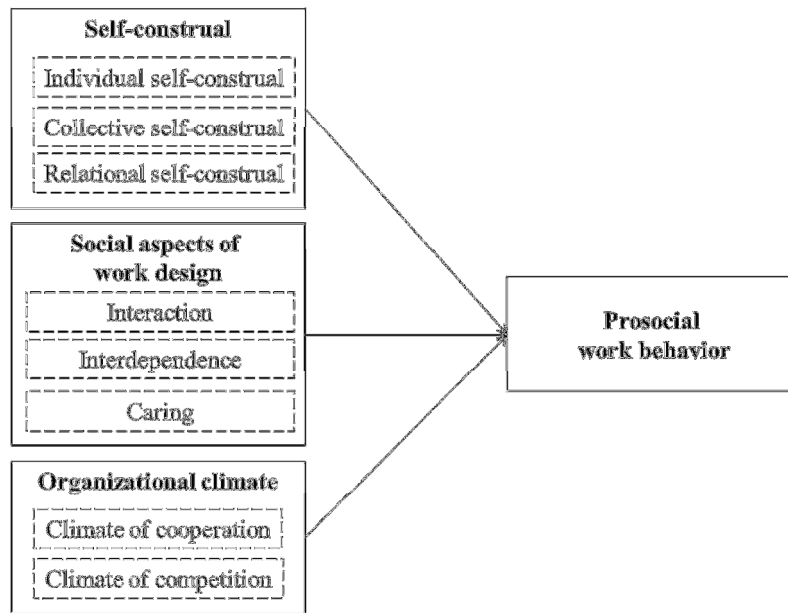 Self-construal
Individual self-construal
Collective self-construal
Relational self-construal
Social aspects of
work design
Interaction
Interdependence
Caring
Organizational climate
Climate of cooperation
Climate of competition
Prosocial
work behavior